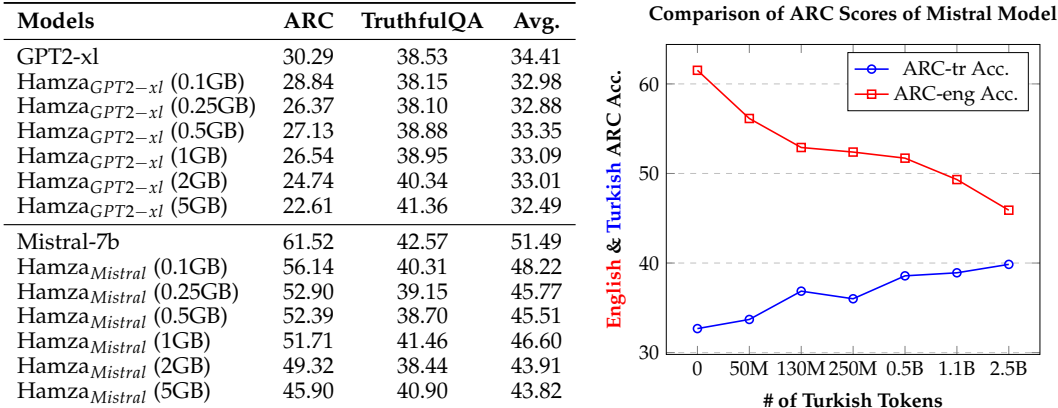 Models ARC TruthfulQA Avg.
GPT2-xl 30.29 38.53 34.41
Hamza_GPT2−xl (0.1GB) 28.84 38.15 32.98
Hamza_GPT2−xl (0.25GB) 26.37 38.10 32.88
Hamza_GPT2−xl (0.5GB) 27.13 38.88 33.35
Hamza_GPT2−xl (1GB) 26.54 38.95 33.09
Hamza_GPT2−xl (2GB) 24.74 40.34 33.01
Hamza_GPT2−xl (5GB) 22.61 41.36 32.49
Mistral-7b 61.52 42.57 51.49
Hamza_Mistral (0.1GB) 56.14 40.31 48.22
Hamza_Mistral (0.25GB) 52.90 39.15 45.77
Hamza_Mistral (0.5GB) 52.39 38.70 45.51
Hamza_Mistral (1GB) 51.71 41.46 46.60
Hamza_Mistral (2GB) 49.32 38.44 43.91
Hamza_Mistral (5GB) 45.90 40.90 43.82
Comparison of ARC Scores of Mistral Model
ARC-tr Acc.
ARC-eng Acc.
English & Turkish ARC Acc.
60
50
40
30
0 50M 130M 250M 0.5B 1.1B 2.5B
# of Turkish Tokens